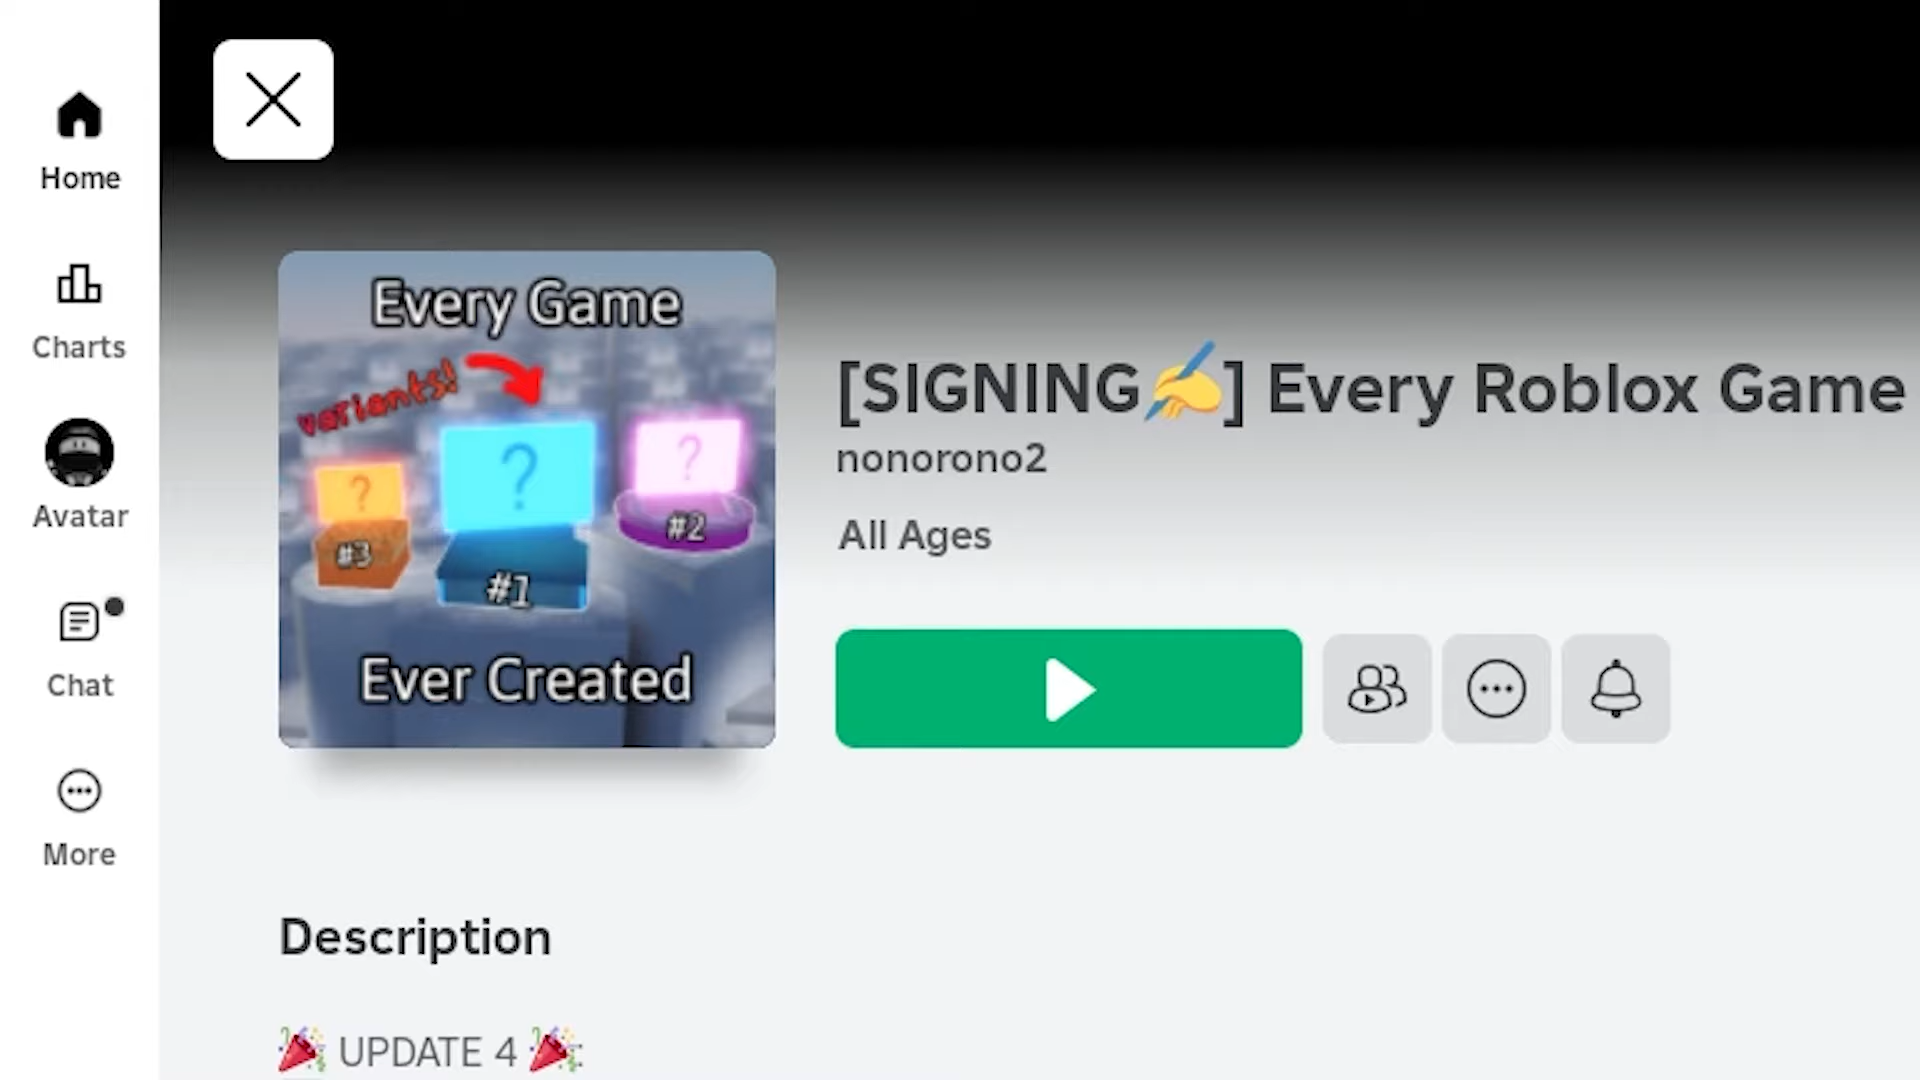 Home
Charts
Avatar
Chat
More
Every Game
variants!
?
?
?
#3
#1
#2
Ever Created
[SIGNING✍️] Every Roblox Game
nonorono2
All Ages
Description
🎉 UPDATE 4 🎉